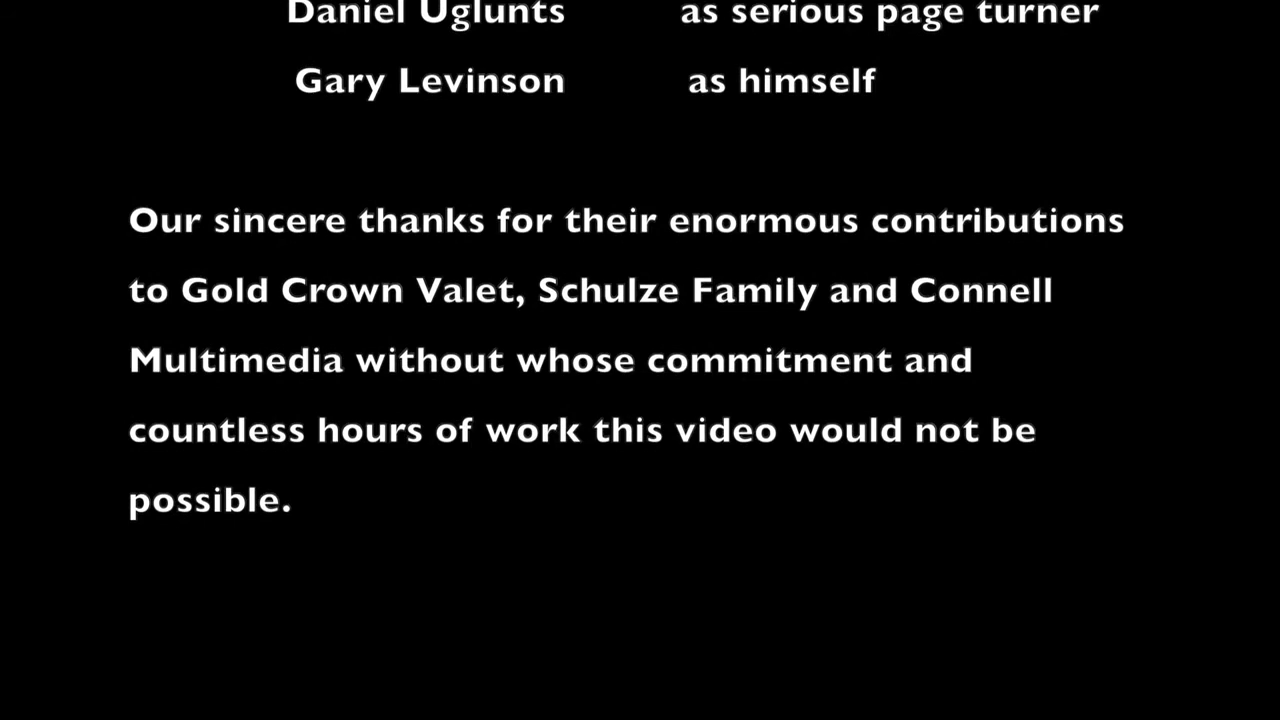 Daniel Uglunts as serious page turner
Gary Levinson as himself
Our sincere thanks for their enormous contributions
to Gold Crown Valet, Schulze Family and Connell
Multimedia without whose commitment and
countless hours of work this video would not be
possible.